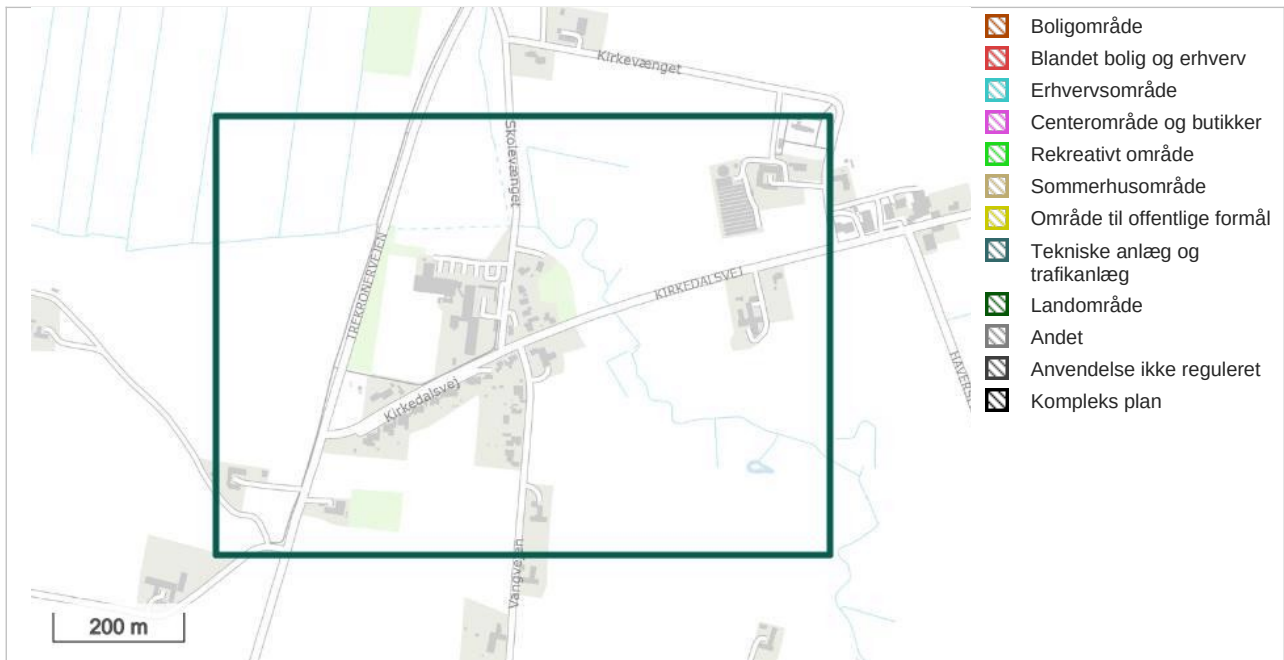 Kirkevænget
Skolevænget
TREKRONERVEJEN
KIRKEDALSVEJ
Kirkedalsvej
Vangvejen
200 m
Boligområde
Blandet bolig og erhverv
Erhvervsområde
Centerområde og butikker
Rekreativt område
Sommerhusområde
Område til offentlige formål
Tekniske anlæg og
trafikanlæg
Landområde
Andet
Anvendelse ikke reguleret
Kompleks plan